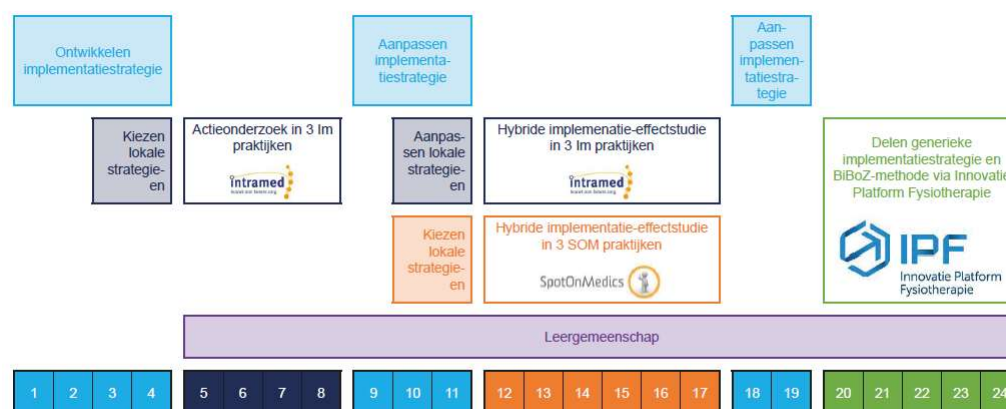 Ontwikkelen
implementatiestrategie
Aanpassen
implementa-
tiestrategie
Aan-
passen
implemen-
tatiestra-
tegie
Kiezen
lokale
strategie-
en
Actieonderzoek in 3 Im
praktijken
intramed
Aanpas-
sen lokale
strategie-
en
Hybride implemenatie-effectstudie
in 3 Im praktijken
intramed
Delen generieke
implementatiestrategie en
BiBoZ-methode via Innovatie
Platform Fysiotherapie
IPF
Innovatie Platform
Fysiotherapie
Kiezen
lokale
strategie-
en
Hybride implementatie-effectstudie
in 3 SOM praktijken
SpotOnMedics
Leergemeenschap
1 2 3 4 5 6 7 8 9 10 11 12 13 14 15 16 17 18 19 20 21 22 23 24